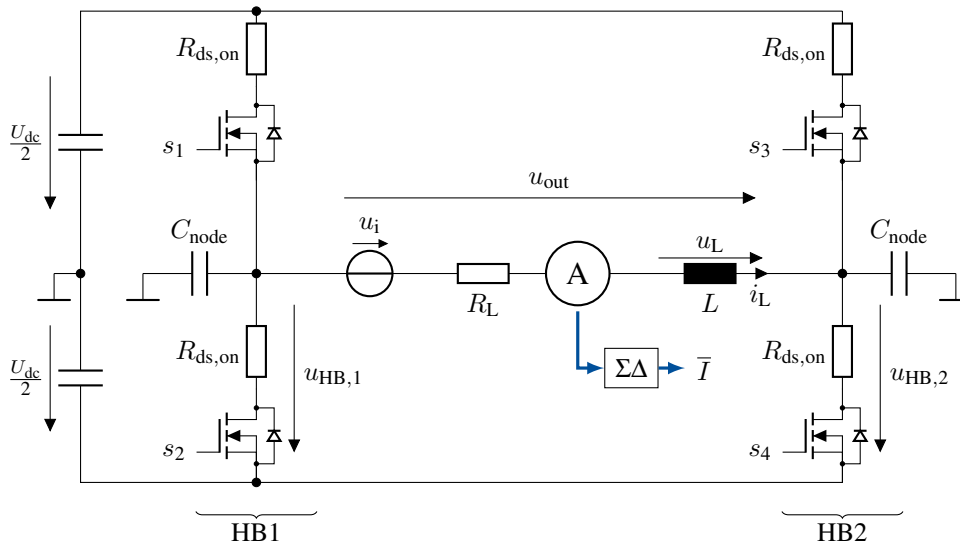 R_ds,on R_ds,on
U_dc/2 s_1 s_3
u_out
C_node u_i u_L C_node
A
R_L L i_L
U_dc/2 R_ds,on ΣΔ I̅ R_ds,on
u_HB,1 u_HB,2
s_2 s_4
HB1 HB2